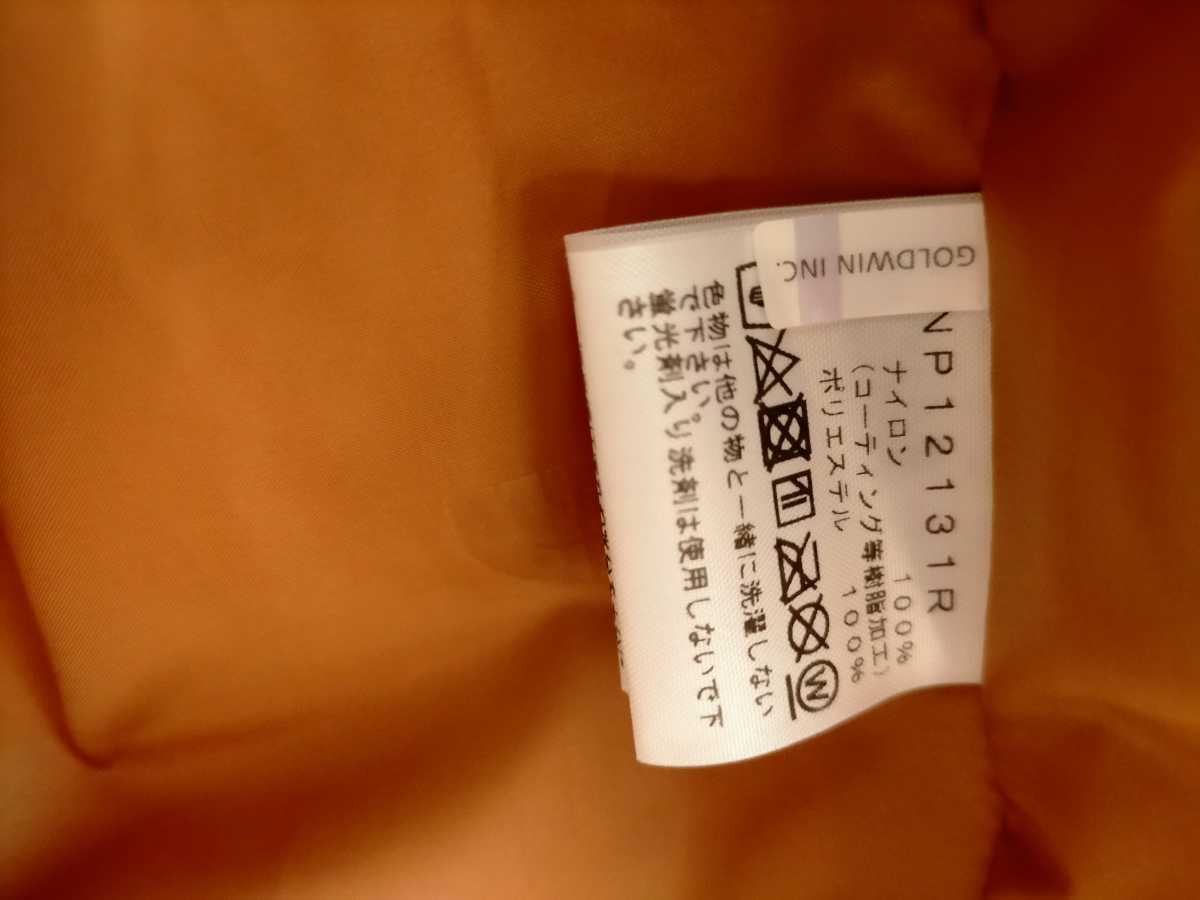 GOLDWIN INC.
NP12131R
ナイロン 100%
(コーティング等樹脂加工)
ポリエステル 100%
W
色物は他の物と一緒に洗濯しない
で下さい。
蛍光剤入り洗剤は使用しないで下
さい。